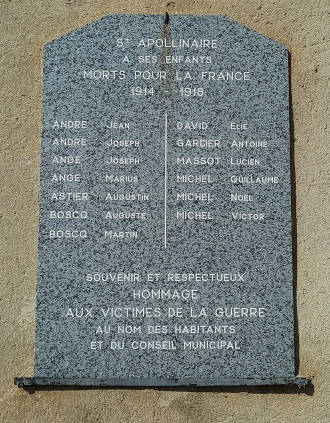 ST APOLLINAIRE
A SES ENFANTS
MORTS POUR LA FRANCE
1914 - 1918
ANDRE JEAN
ANDRE JOSEPH
ANGE JOSEPH
ANGE MARIUS
ASTIER AUGUSTIN
BOSCQ AUGUSTE
BOSCQ MARTIN
DAVID ELIE
GARCIER ANTOINE
MASSOT LUCIEN
MICHEL GUILLAUME
MICHEL NOEL
MICHEL VICTOR
SOUVENIR ET RESPECTUEUX
HOMMAGE
AUX VICTIMES DE LA GUERRE
AU NOM DES HABITANTS
ET DU CONSEIL MUNICIPAL